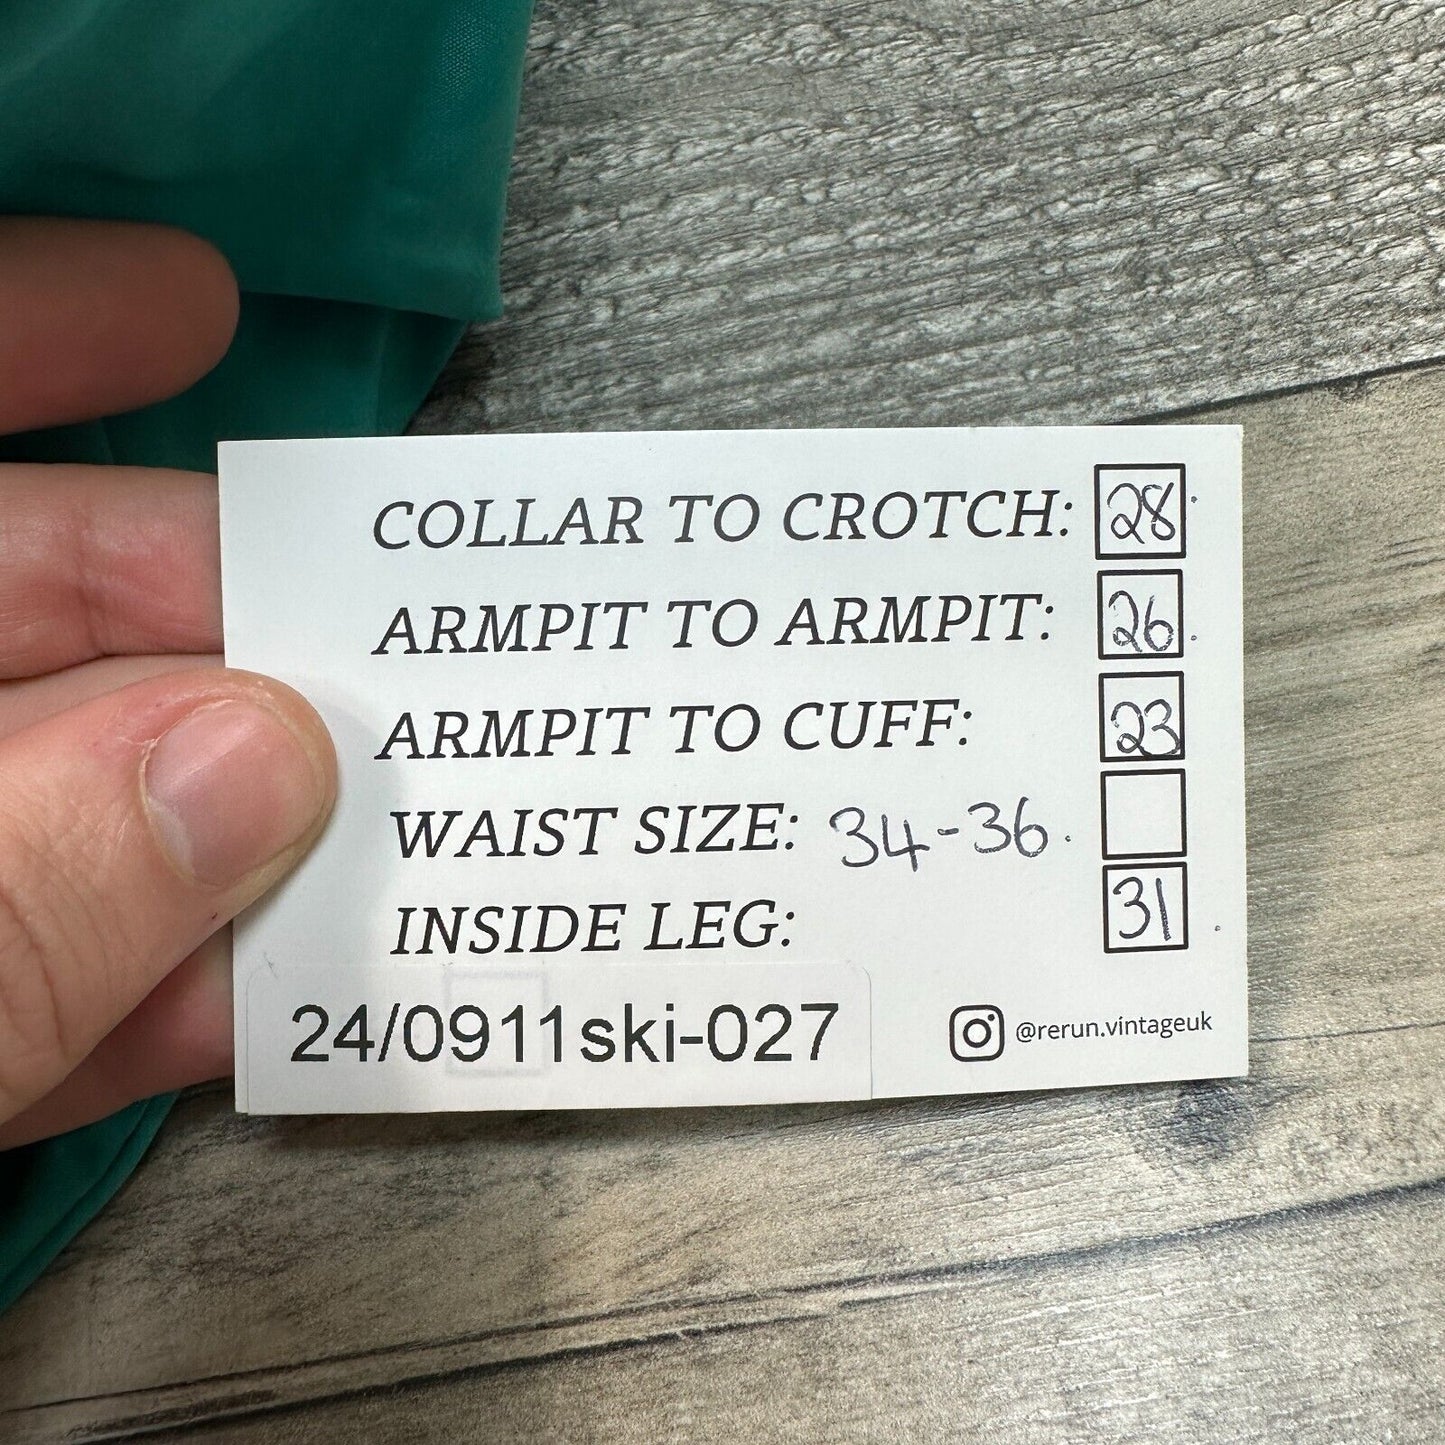 COLLAR TO CROTCH: 28.
ARMPIT TO ARMPIT: 26.
ARMPIT TO CUFF: 23
WAIST SIZE: 34-36.
INSIDE LEG: 31.
24/0911ski-027
@rerun.vintageuk